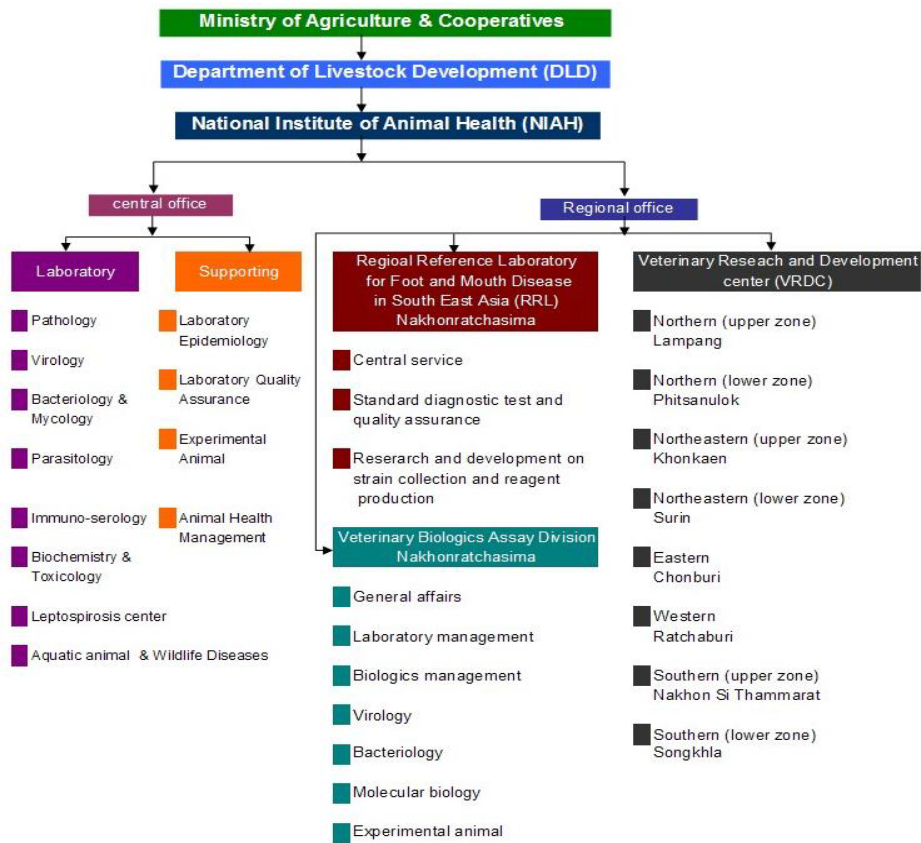 Ministry of Agriculture & Cooperatives
Department of Livestock Development (DLD)
National Institute of Animal Health (NIAH)
central office
Regional office
Laboratory
Pathology
Virology
Bacteriology &
Mycology
Parasitology
Immuno-serology
Biochemistry &
Toxicology
Leptospirosis center
Aquatic animal & Wildlife Diseases
Supporting
Laboratory
Epidemiology
Laboratory Quality
Assurance
Experimental
Animal
Animal Health
Management
Regioal Reference Laboratory
for Foot and Mouth Disease
in South East Asia (RRL)
Nakhonratchasima
Central service
Standard diagnostic test and
quality assurance
Reserarch and development on
strain collection and reagent
production
Veterinary Biologics Assay Division
Nakhonratchasima
General affairs
Laboratory management
Biologics management
Virology
Bacteriology
Molecular biology
Experimental animal
Veterinary Reseach and Development
center (VRDC)
Northern (upper zone)
Lampang
Northern (lower zone)
Phitsanulok
Northeastern (upper zone)
Khonkaen
Northeastern (lower zone)
Surin
Eastern
Chonburi
Western
Ratchaburi
Southern (upper zone)
Nakhon Si Thammarat
Southern (lower zone)
Songkhla